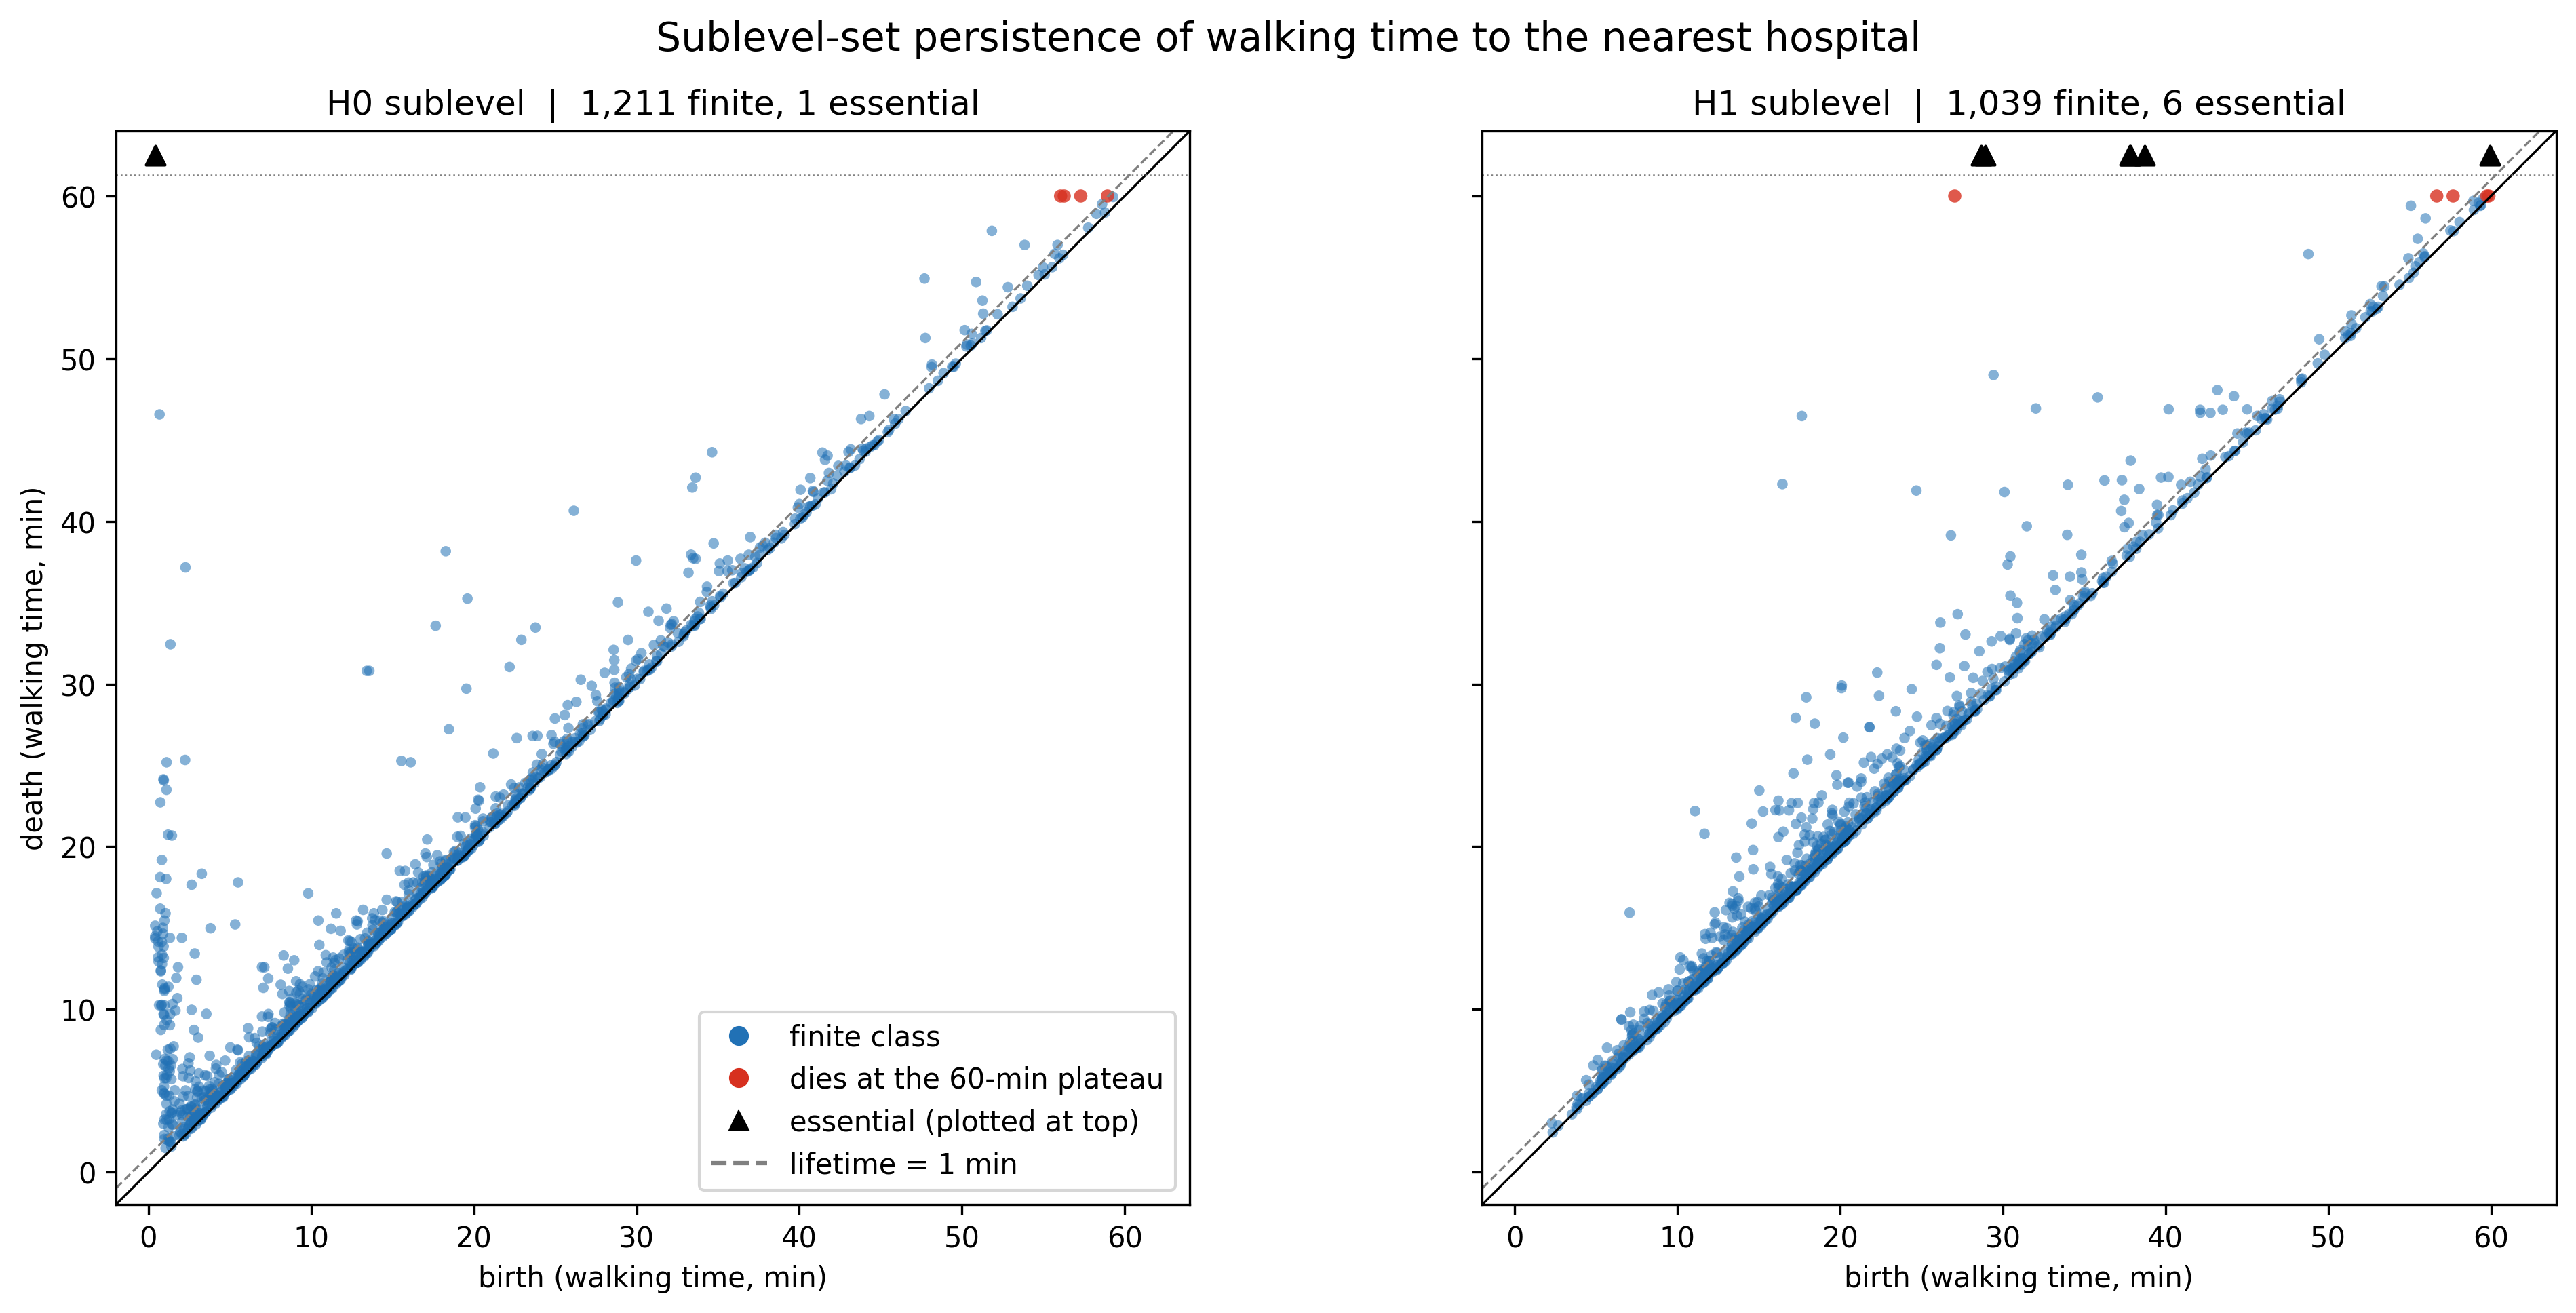 Sublevel-set persistence of walking time to the nearest hospital
H0 sublevel | 1,211 finite, 1 essential
death (walking time, min)
60
50
40
30
20
10
0
0 10 20 30 40 50 60
birth (walking time, min)
finite class
dies at the 60-min plateau
essential (plotted at top)
lifetime = 1 min
H1 sublevel | 1,039 finite, 6 essential
0 10 20 30 40 50 60
birth (walking time, min)